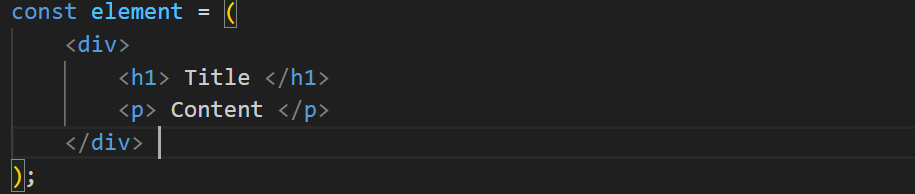 const element = (
    <div>
        <h1> Title </h1>
        <p> Content </p>
    </div>
);